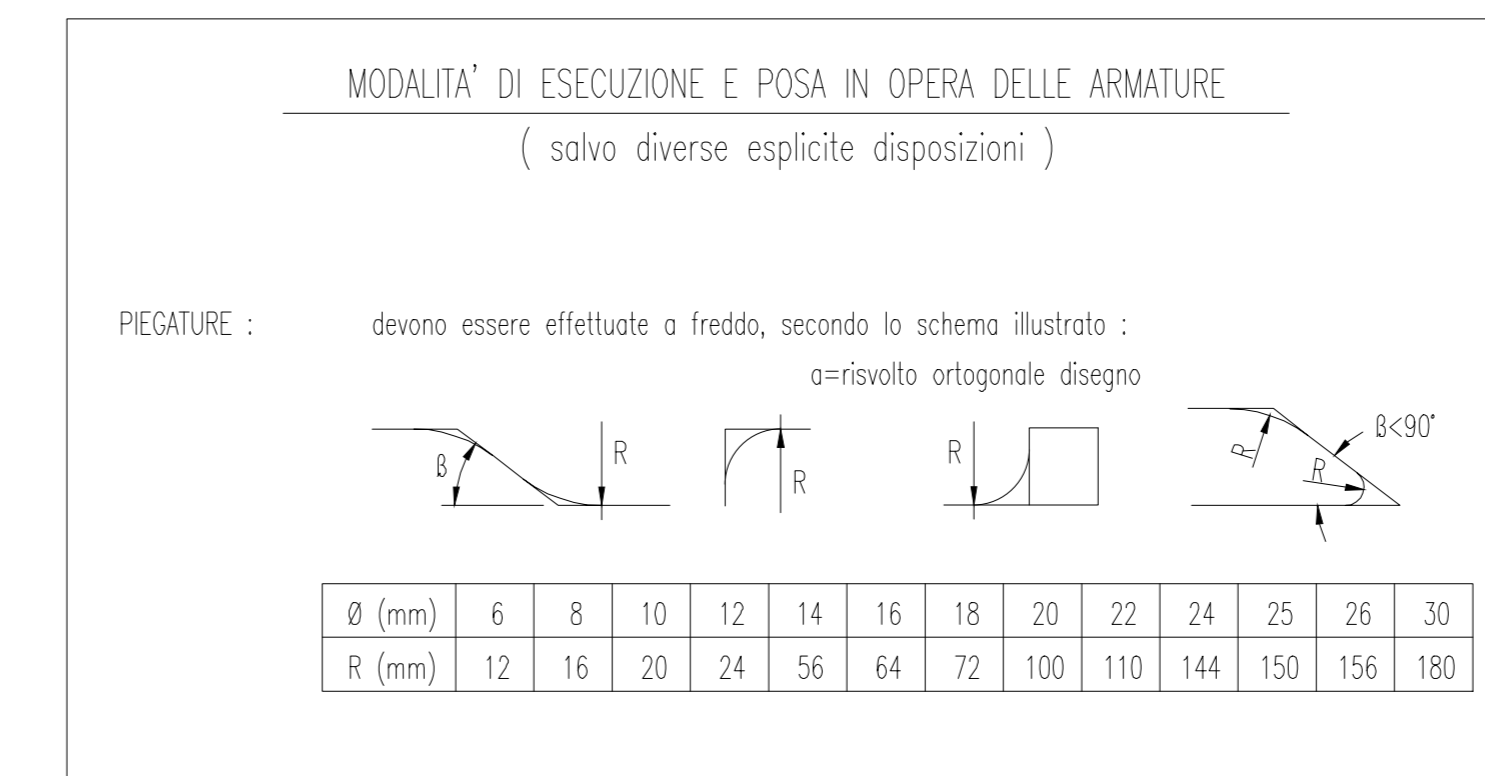 MODALITA' DI ESECUZIONE E POSA IN OPERA DELLE ARMATURE
( salvo diverse esplicite disposizioni )
PIEGATURE : devono essere effettuate a freddo, secondo lo schema illustrato :
a=risvolto ortogonale disegno
ß R R R R R ß<90°
Ø (mm) 6 8 10 12 14 16 18 20 22 24 25 26 30
R (mm) 12 16 20 24 56 64 72 100 110 144 150 156 180